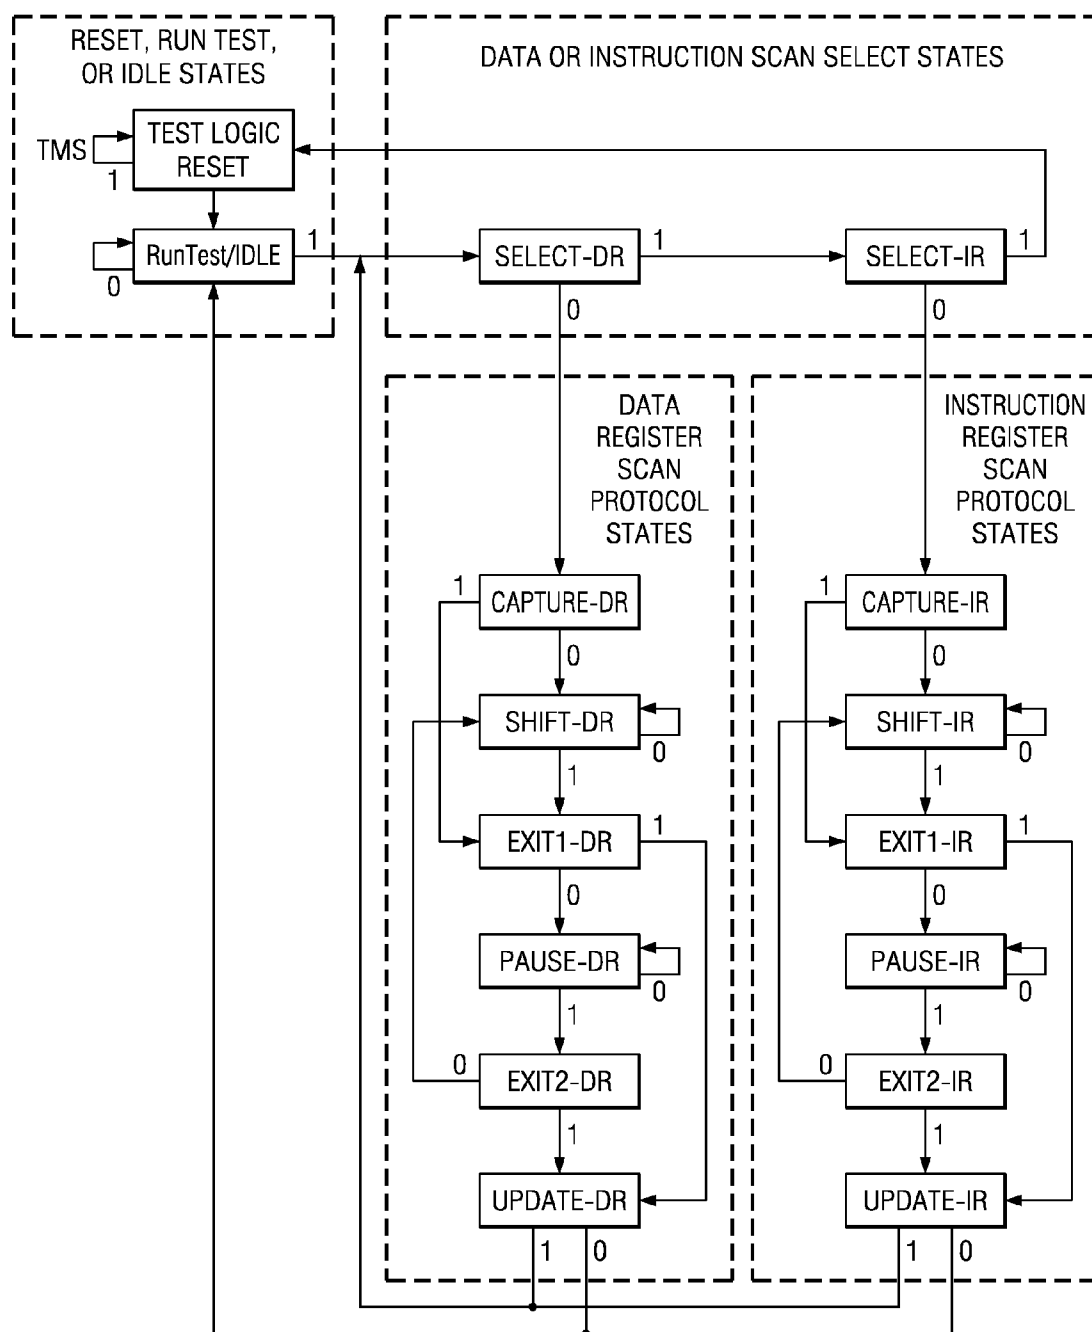 RESET, RUN TEST,
OR IDLE STATES
DATA OR INSTRUCTION SCAN SELECT STATES
TMS
1
TEST LOGIC
RESET
0
RunTest/IDLE
1
SELECT-DR
1
0
SELECT-IR
1
0
DATA
REGISTER
SCAN
PROTOCOL
STATES
1
CAPTURE-DR
0
SHIFT-DR
0
1
EXIT1-DR
1
0
PAUSE-DR
0
1
0
EXIT2-DR
1
UPDATE-DR
1
0
INSTRUCTION
REGISTER
SCAN
PROTOCOL
STATES
1
CAPTURE-IR
0
SHIFT-IR
0
1
EXIT1-IR
1
0
PAUSE-IR
0
1
0
EXIT2-IR
1
UPDATE-IR
1
0